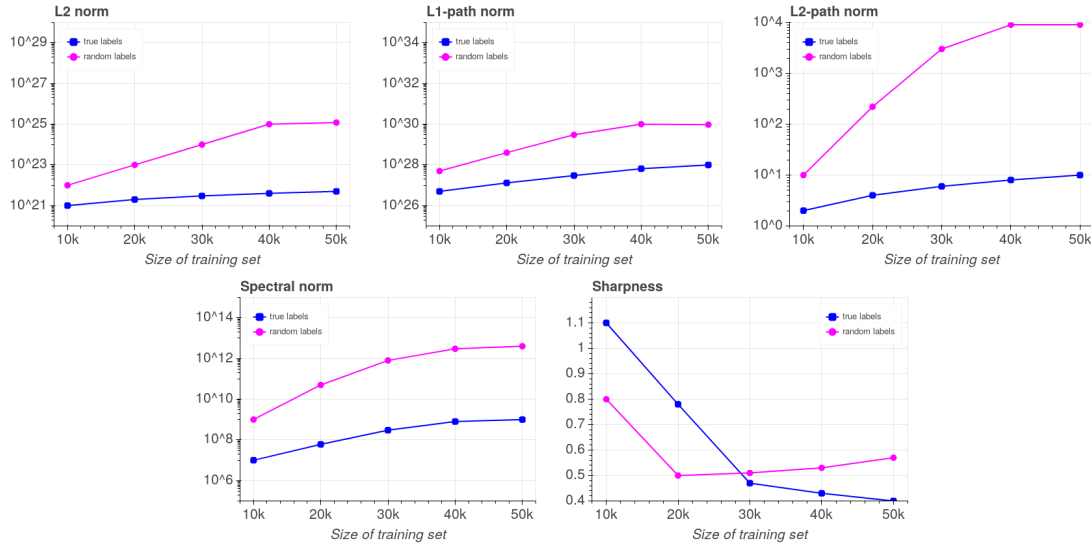 L2 norm
10^29
10^27
10^25
10^23
10^21
true labels
random labels
10k 20k 30k 40k 50k
Size of training set
L1-path norm
10^34
10^32
10^30
10^28
10^26
true labels
random labels
10k 20k 30k 40k 50k
Size of training set
L2-path norm
10^4
10^3
10^2
10^1
10^0
true labels
random labels
10k 20k 30k 40k 50k
Size of training set
Spectral norm
10^14
10^12
10^10
10^8
10^6
true labels
random labels
10k 20k 30k 40k 50k
Size of training set
Sharpness
1.1
1
0.9
0.8
0.7
0.6
0.5
0.4
true labels
random labels
10k 20k 30k 40k 50k
Size of training set